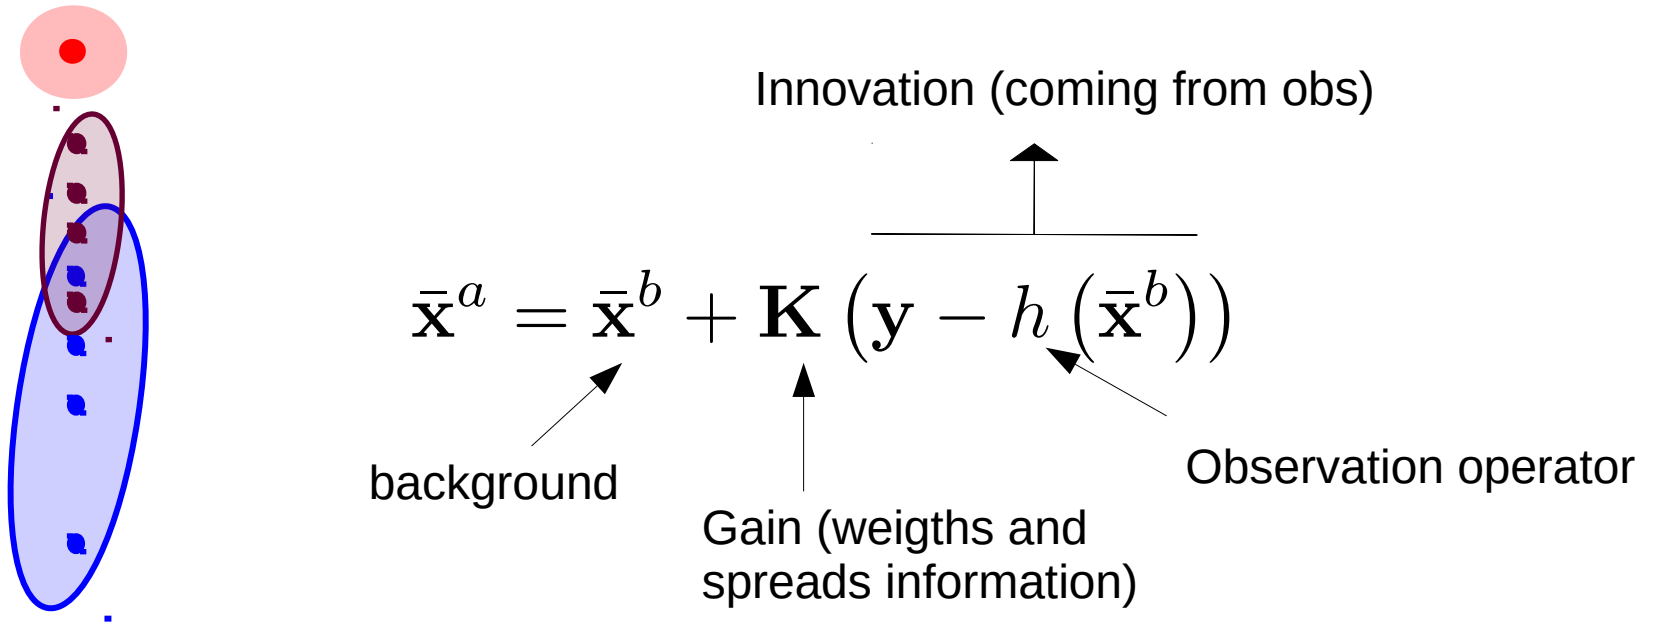 Innovation (coming from obs)
x̄ᵃ = x̄ᵇ + K (y − h (x̄ᵇ))
background
Observation operator
Gain (weigths and
spreads information)